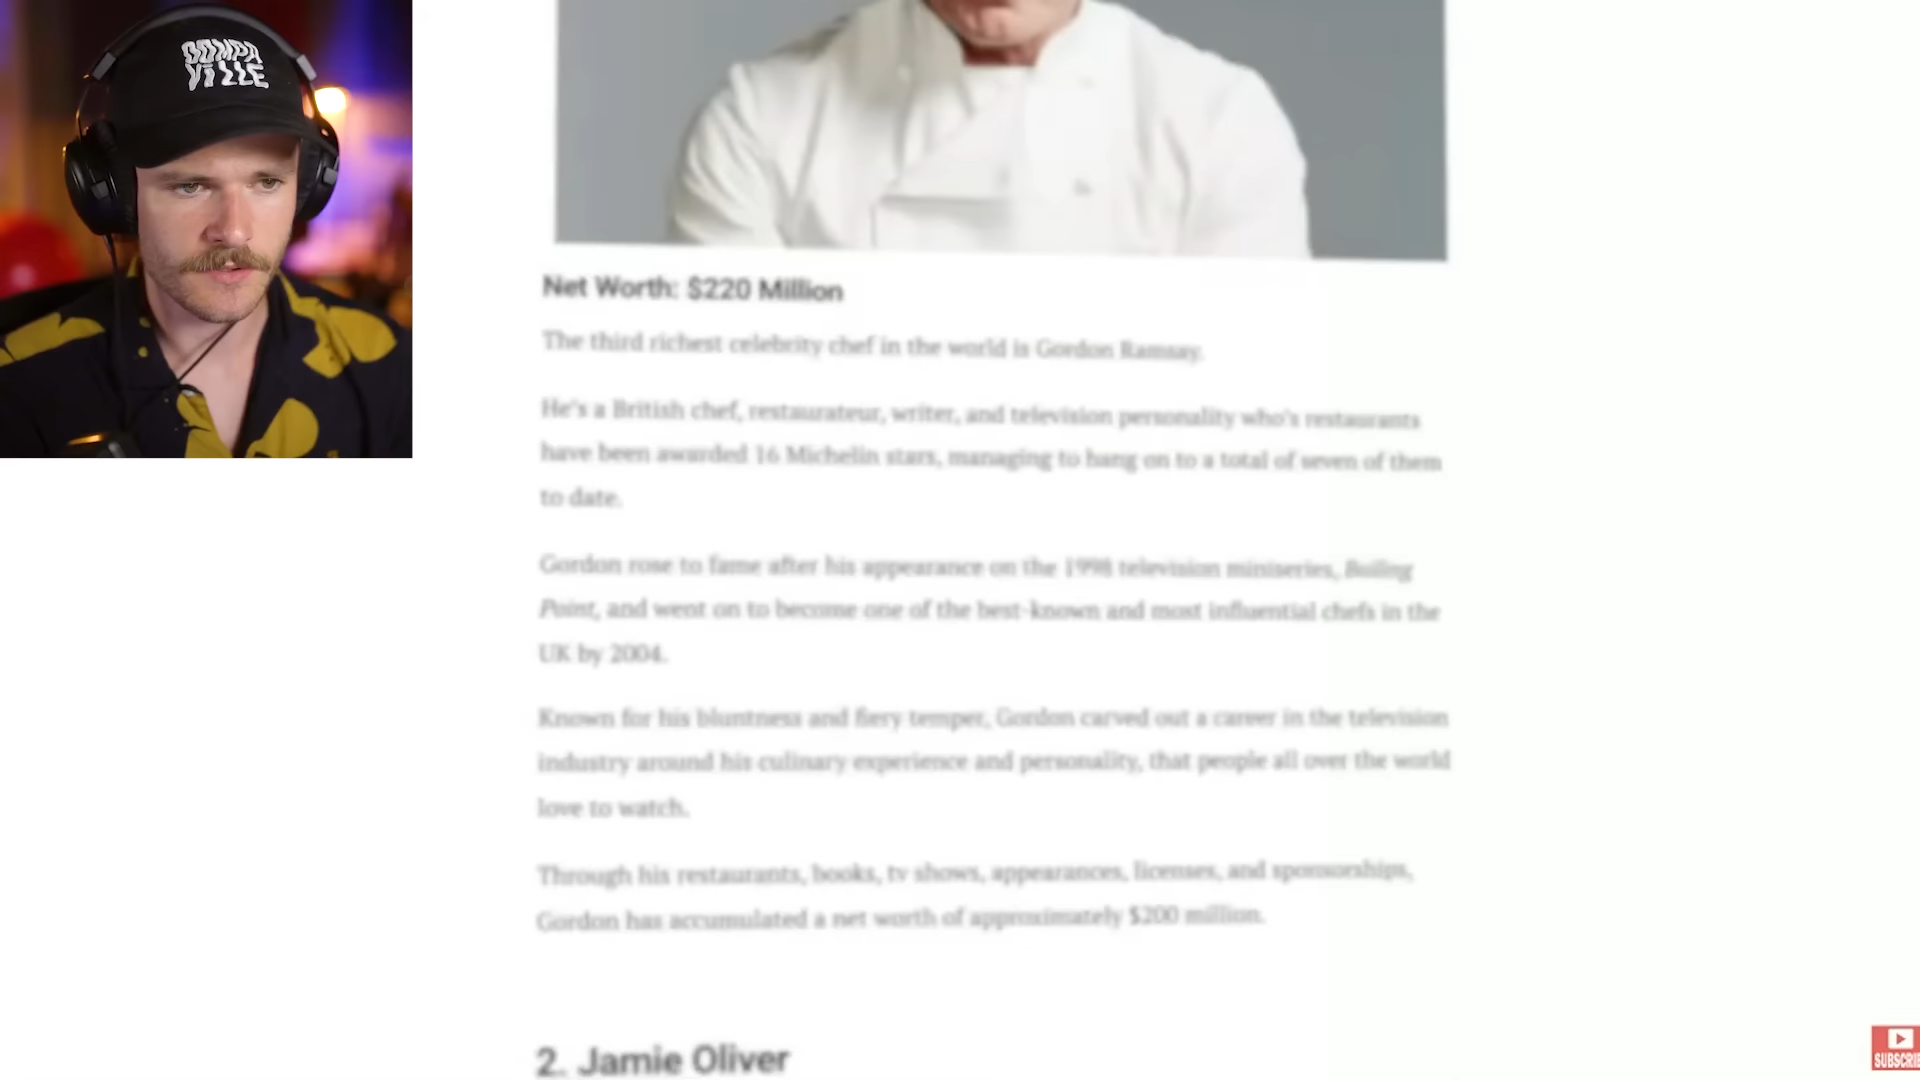 OOMPA
VILLE
Net Worth: $220 Million
The third richest celebrity chef in the world is Gordon Ramsay.
He's a British chef, restaurateur, writer, and television personality who's restaurants
have been awarded 16 Michelin stars, managing to hang on to a total of seven of them
to date.
Gordon rose to fame after his appearance on the 1998 television miniseries, Boiling
Point, and went on to become one of the best-known and most influential chefs in the
UK by 2004.
Known for his bluntness and fiery temper, Gordon carved out a career in the television
industry around his culinary experience and personality, that people all over the world
love to watch.
Through his restaurants, books, tv shows, appearances, licenses, and sponsorships,
Gordon has accumulated a net worth of approximately $200 million.
2. Jamie Oliver
SUBSCRIB